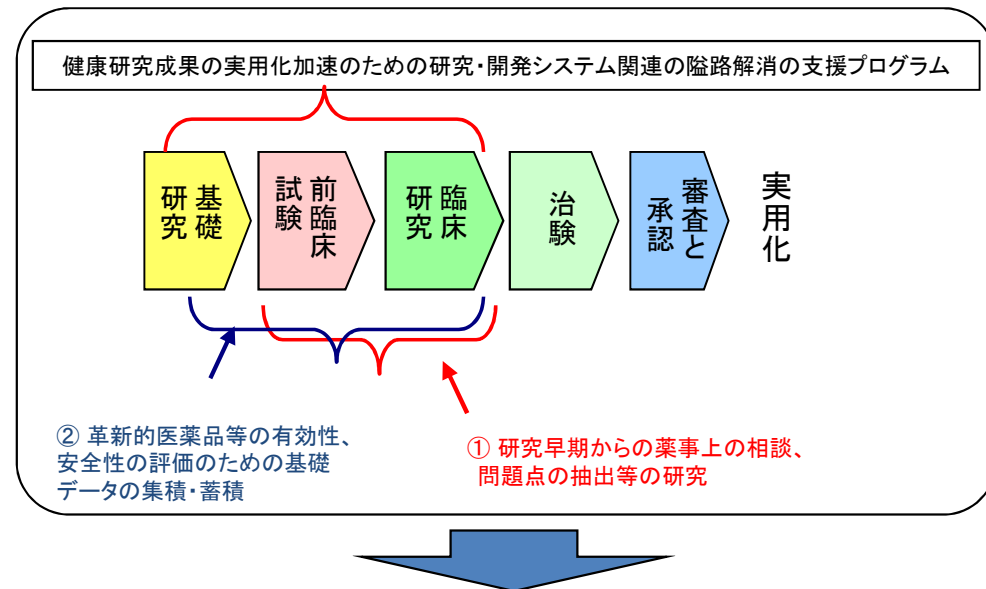 健康研究成果の実用化加速のための研究・開発システム関連の隘路解消の支援プログラム
基礎
研究
前臨床
試験
臨床
研究
治験
審査と
承認
実用化
② 革新的医薬品等の有効性、
安全性の評価のための基礎
データの集積・蓄積
① 研究早期からの薬事上の相談、
問題点の抽出等の研究